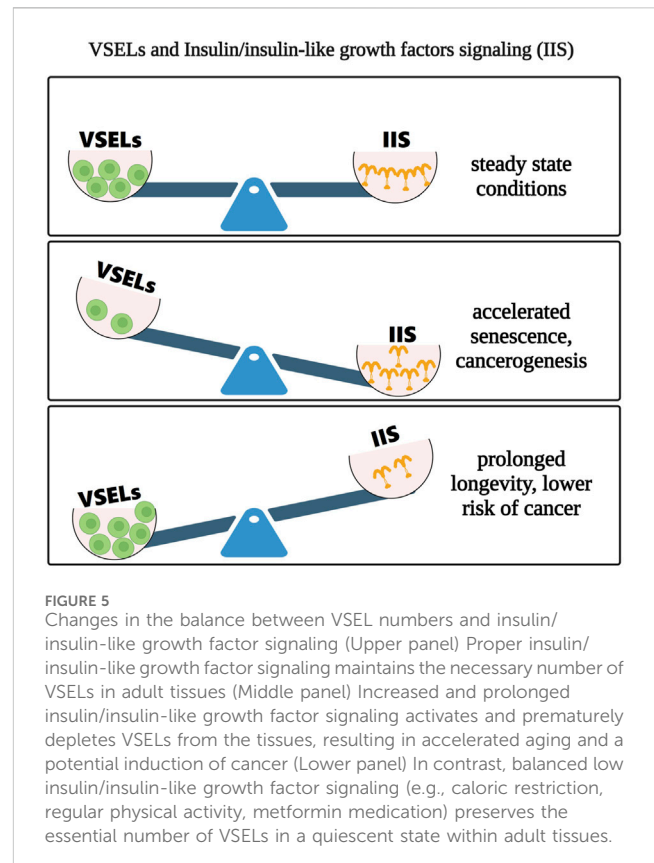 VSELs and Insulin/insulin-like growth factors signaling (IIS)
VSELs
IIS
steady state
conditions
VSELs
IIS
accelerated
senescence,
cancerogenesis
VSELs
IIS
prolonged
longevity, lower
risk of cancer
FIGURE 5
Changes in the balance between VSEL numbers and insulin/
insulin-like growth factor signaling (Upper panel) Proper insulin/
insulin-like growth factor signaling maintains the necessary number of
VSELs in adult tissues (Middle panel) Increased and prolonged
insulin/insulin-like growth factor signaling activates and prematurely
depletes VSELs from the tissues, resulting in accelerated aging and a
potential induction of cancer (Lower panel) In contrast, balanced low
insulin/insulin-like growth factor signaling (e.g., caloric restriction,
regular physical activity, metformin medication) preserves the
essential number of VSELs in a quiescent state within adult tissues.